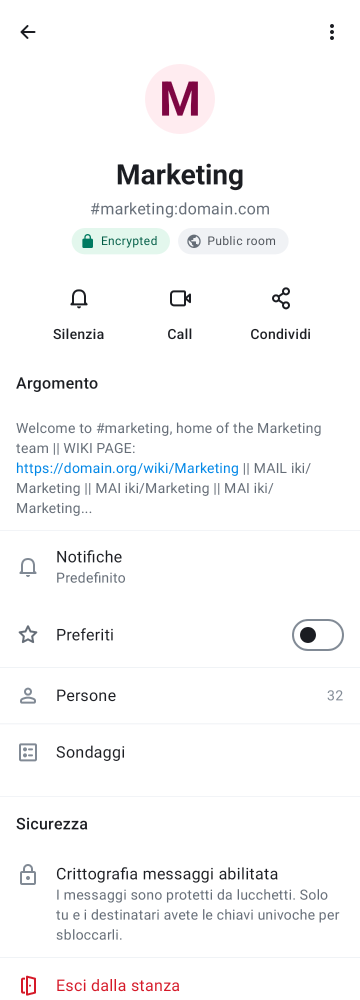 M
Marketing
#marketing:domain.com
Encrypted
Public room
Silenzia
Call
Condividi
Argomento
Welcome to #marketing, home of the Marketing
team || WIKI PAGE:
https://domain.org/wiki/Marketing || MAIL iki/
Marketing || MAI iki/Marketing || MAI iki/
Marketing...
Notifiche
Predefinito
Preferiti
Persone
32
Sondaggi
Sicurezza
Crittografia messaggi abilitata
I messaggi sono protetti da lucchetti. Solo
tu e i destinatari avete le chiavi univoche per
sbloccarli.
Esci dalla stanza